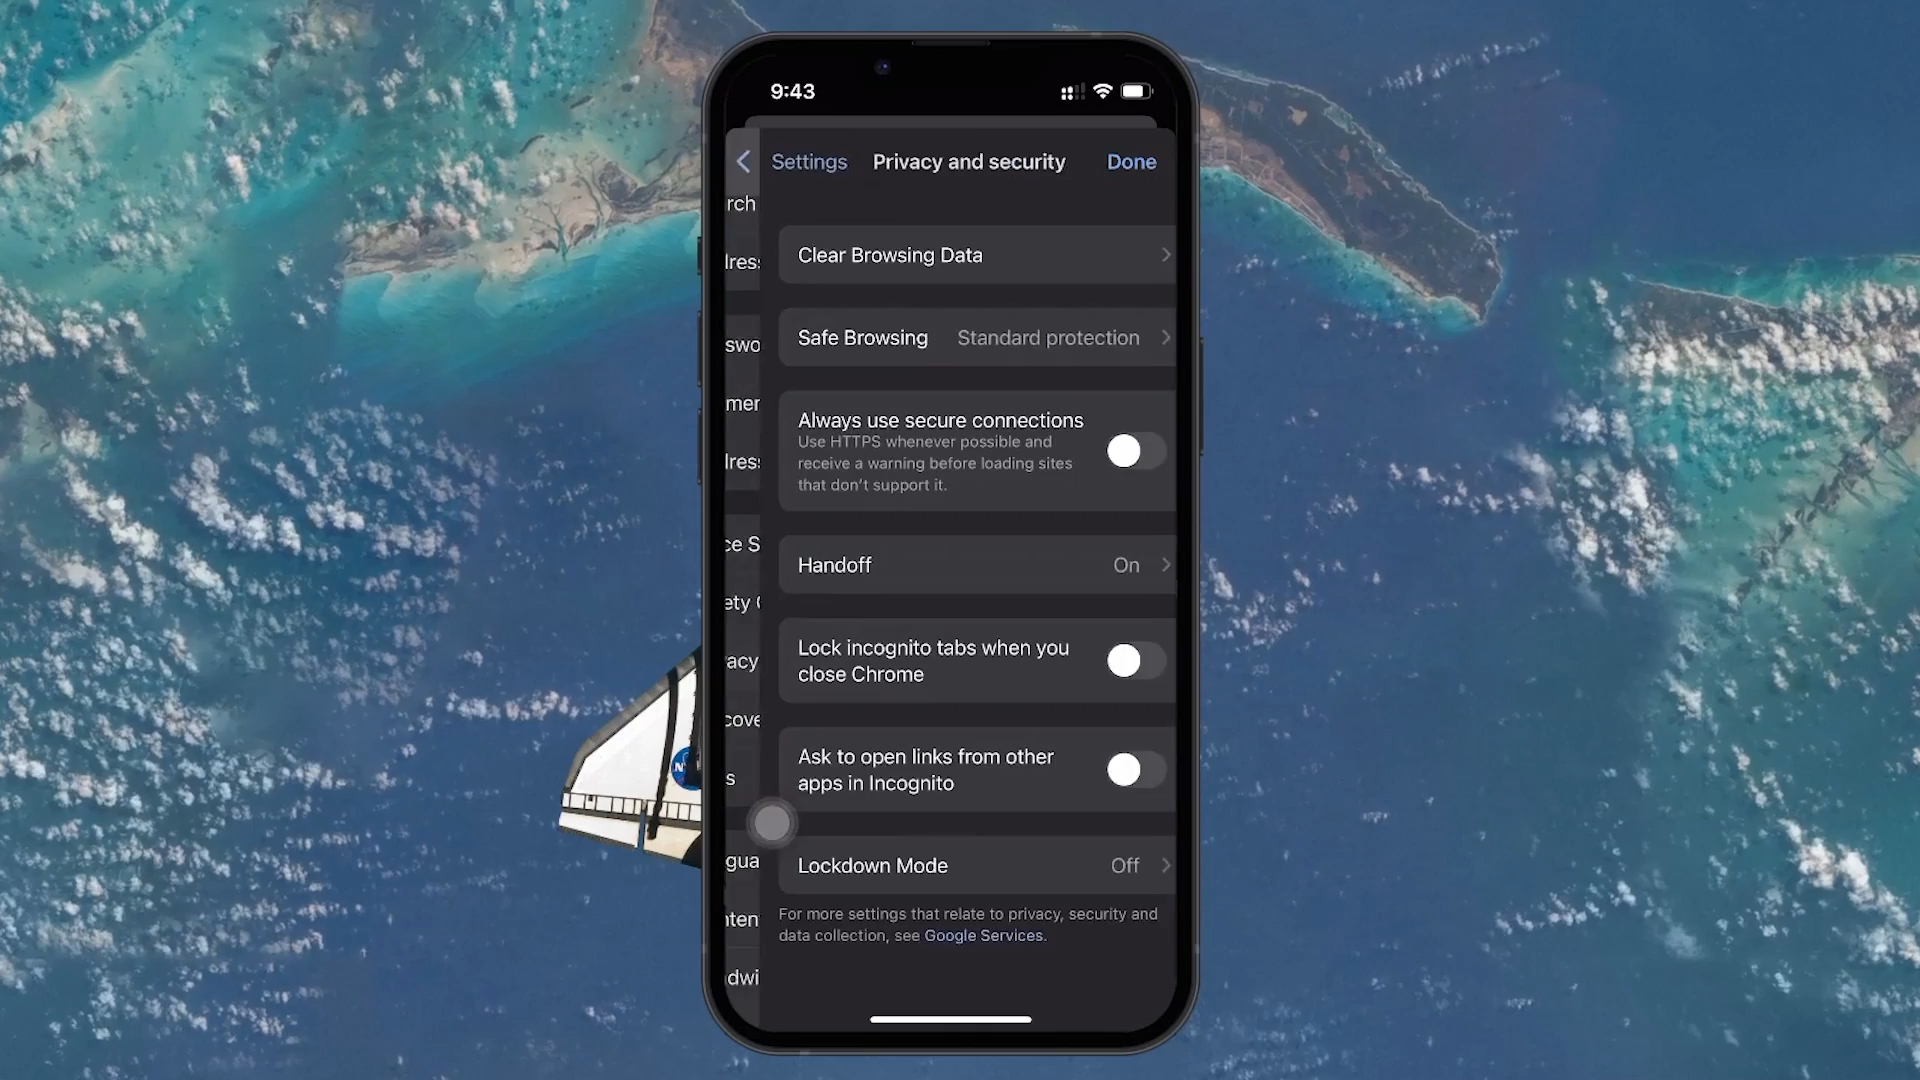 9:43
Settings
Privacy and security
Done
Clear Browsing Data
Safe Browsing Standard protection
Always use secure connections
Use HTTPS whenever possible and
receive a warning before loading sites
that don't support it.
Handoff On
Lock incognito tabs when you
close Chrome
Ask to open links from other
apps in Incognito
Lockdown Mode Off
For more settings that relate to privacy, security and
data collection, see Google Services.